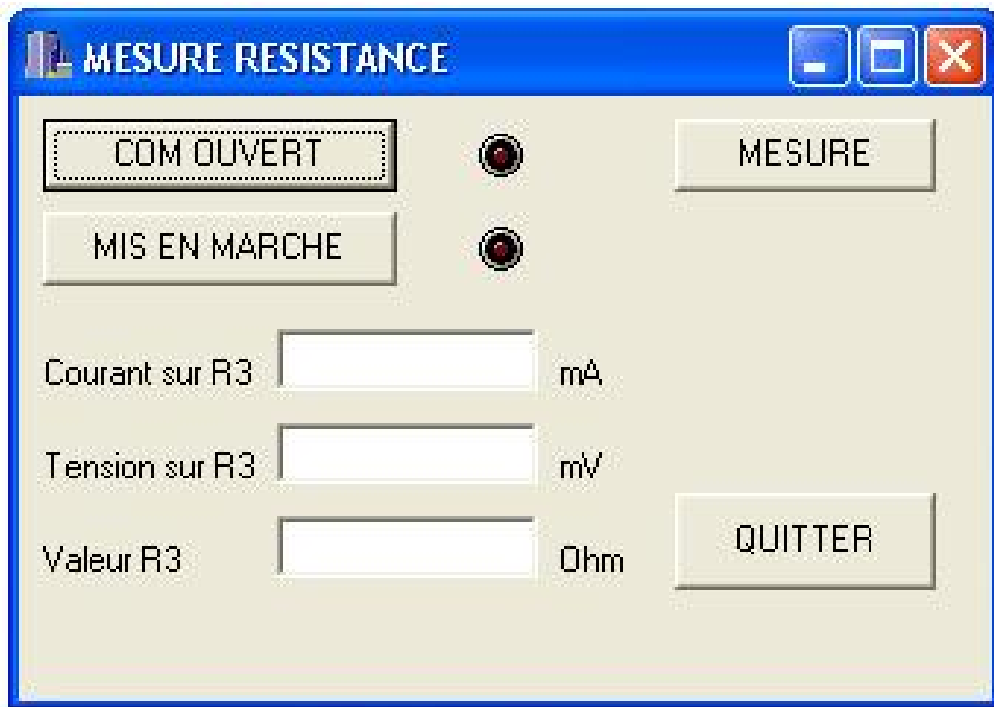 MESURE RESISTANCE
COM OUVERT
MESURE
MIS EN MARCHE
Courant sur R3 mA
Tension sur R3 mV
Valeur R3 Ohm
QUITTER